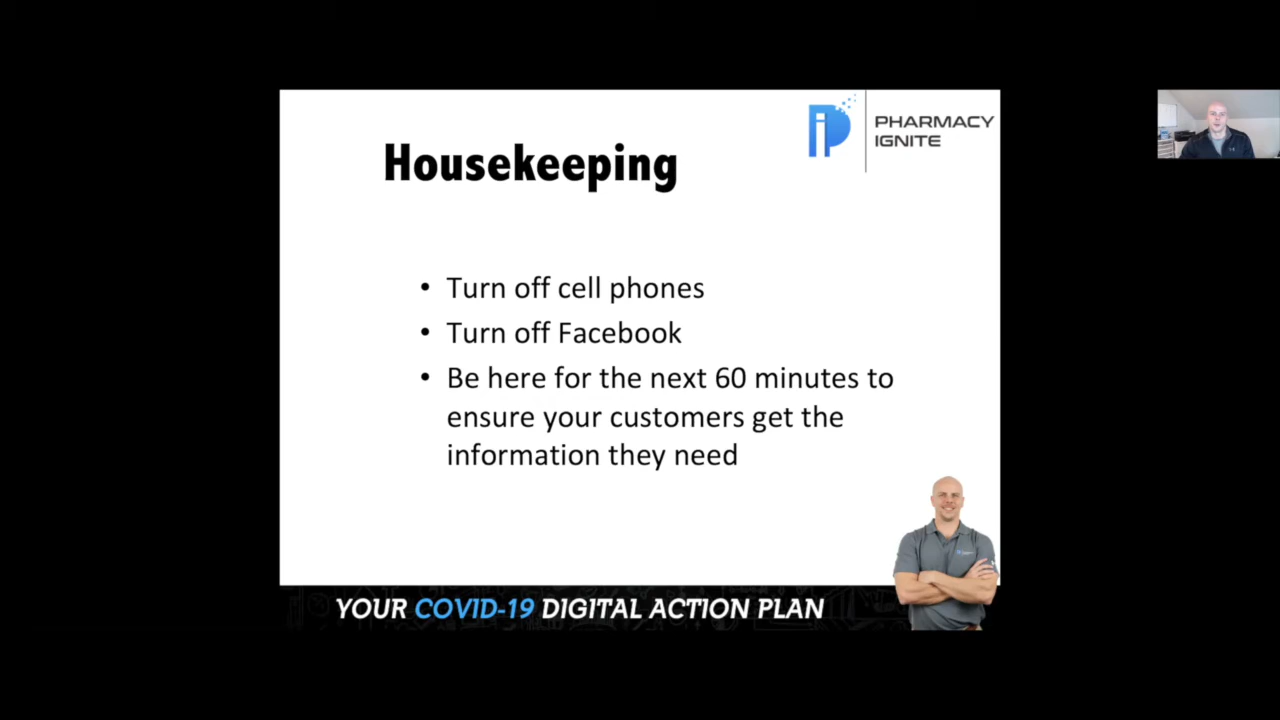 PHARMACY
IGNITE
Housekeeping
• Turn off cell phones
• Turn off Facebook
• Be here for the next 60 minutes to
ensure your customers get the
information they need
YOUR COVID-19 DIGITAL ACTION PLAN